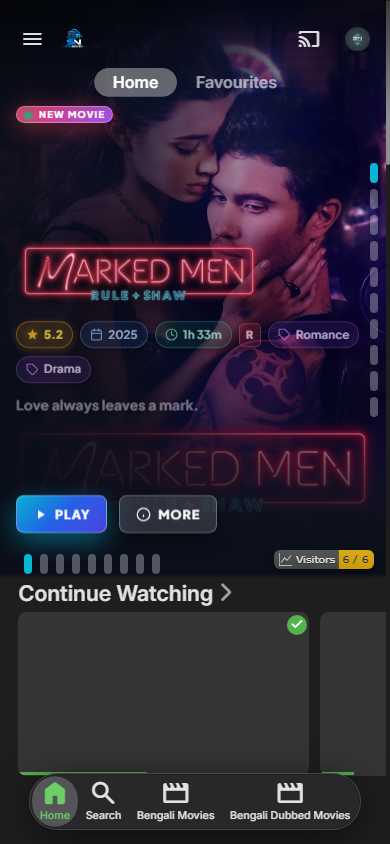 Home Favourites
NEW MOVIE
MARKED MEN
RULE + SHAW
5.2 2025 1h 33m R Romance
Drama
Love always leaves a mark.
MARKED MEN
PLAY MORE
Visitors 6 / 6
Continue Watching
Home Search Bengali Movies Bengali Dubbed Movies